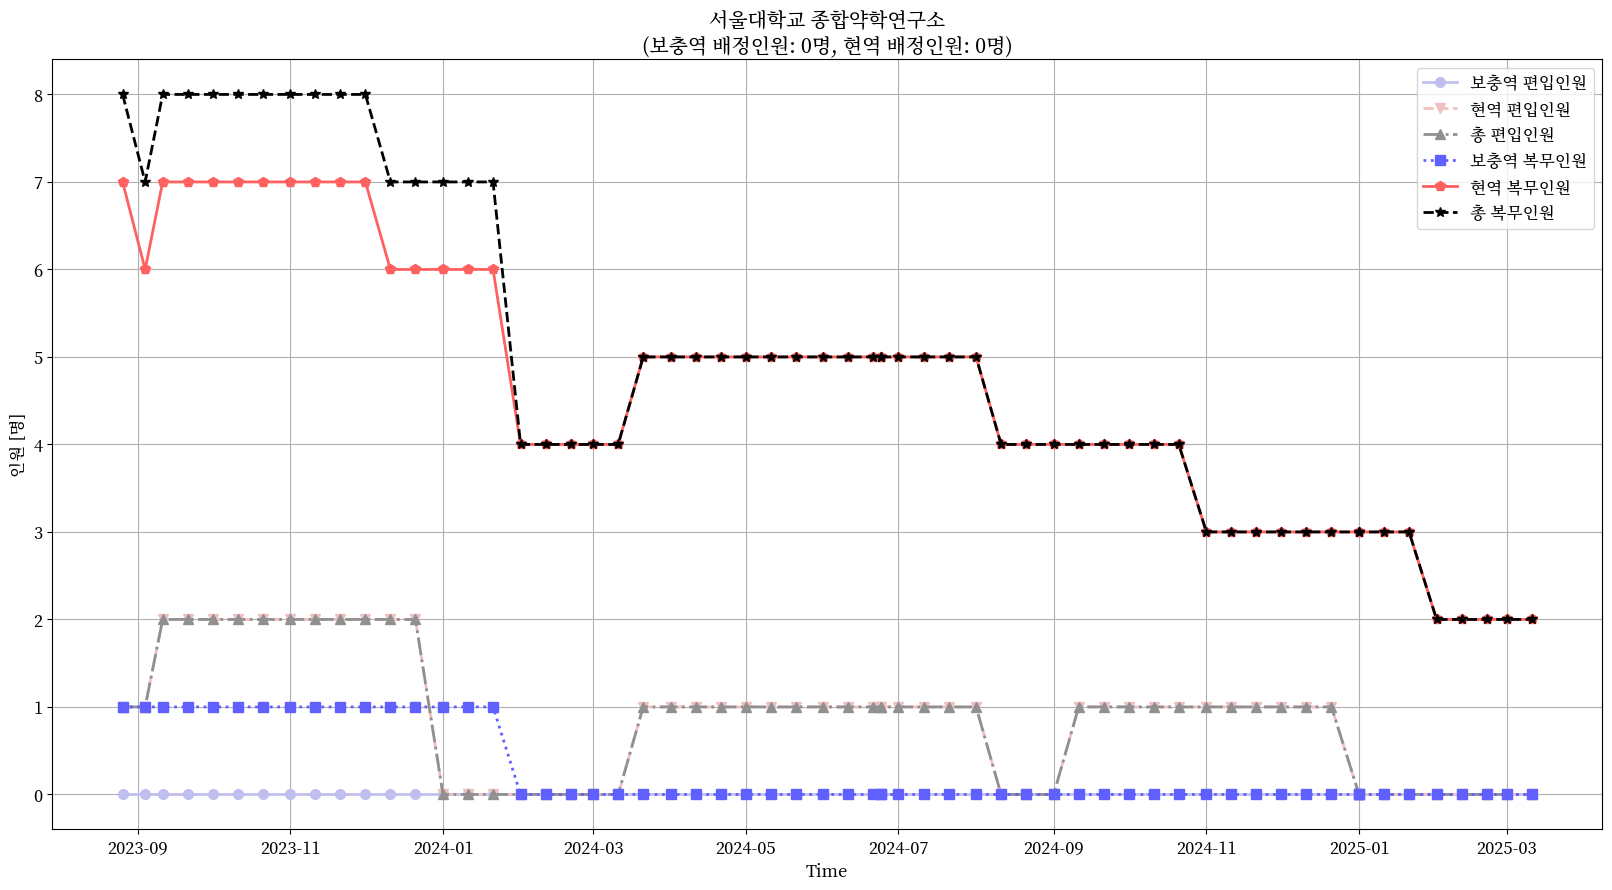 서울대학교 종합약학연구소
(보충역 배정인원: 0명, 현역 배정인원: 0명)
보충역 편입인원
현역 편입인원
총 편입인원
보충역 복무인원
현역 복무인원
총 복무인원
인원 [명]
8
7
6
5
4
3
2
1
0
2023-09
2023-11
2024-01
2024-03
2024-05
2024-07
2024-09
2024-11
2025-01
2025-03
Time